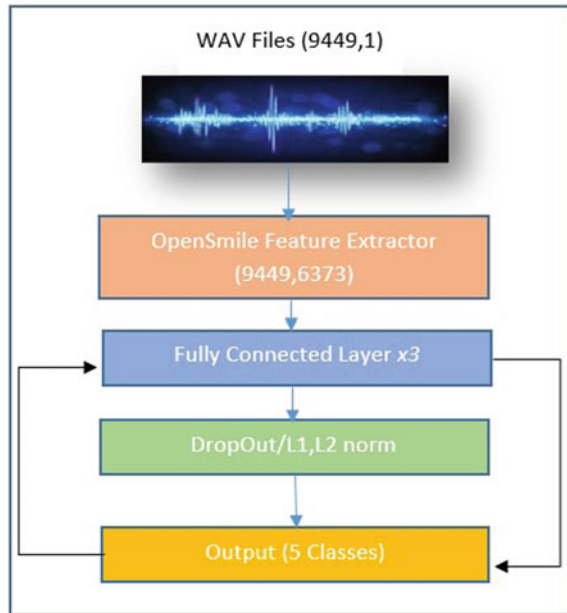 WAV Files (9449,1)
OpenSmile Feature Extractor
(9449,6373)
Fully Connected Layer x3
DropOut/L1,L2 norm
Output (5 Classes)